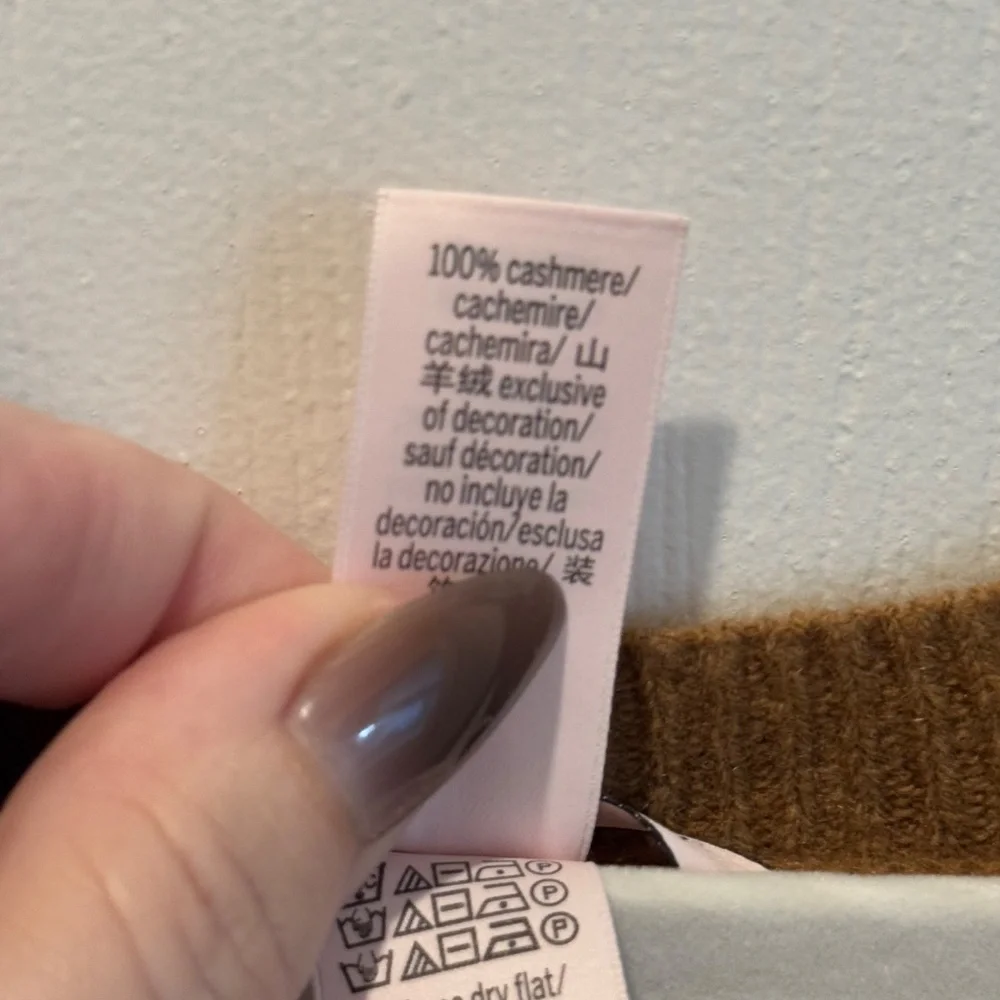 100% cashmere/
cachemire/
cachemira/ 山
羊绒 exclusive
of decoration/
sauf décoration/
no incluye la
decoración/esclusa
la decorazione/ 装
P
P
P
dry flat/